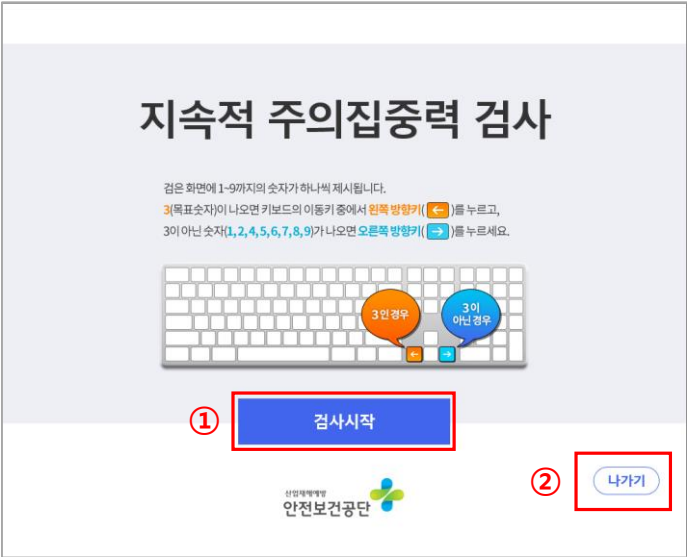 지속적 주의집중력 검사
검은 화면에 1~9까지의 숫자가 하나씩 제시됩니다.
3(목표숫자)이 나오면 키보드의 이동키 중에서 왼쪽 방향키( ← )를 누르고,
3이 아닌 숫자(1,2,4,5,6,7,8,9)가 나오면 오른쪽 방향키( → )를 누르세요.
3인 경우
3이
아닌 경우
← →
① 검사시작
② 나가기
산업재해예방
안전보건공단